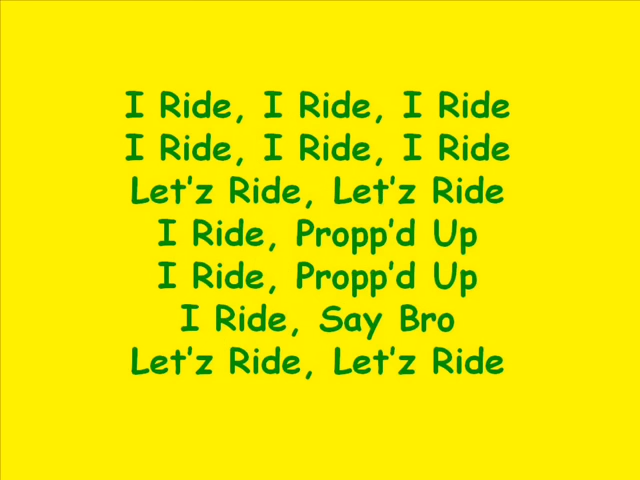 I Ride, I Ride, I Ride
I Ride, I Ride, I Ride
Let'z Ride, Let'z Ride
I Ride, Propp'd Up
I Ride, Propp'd Up
I Ride, Say Bro
Let'z Ride, Let'z Ride